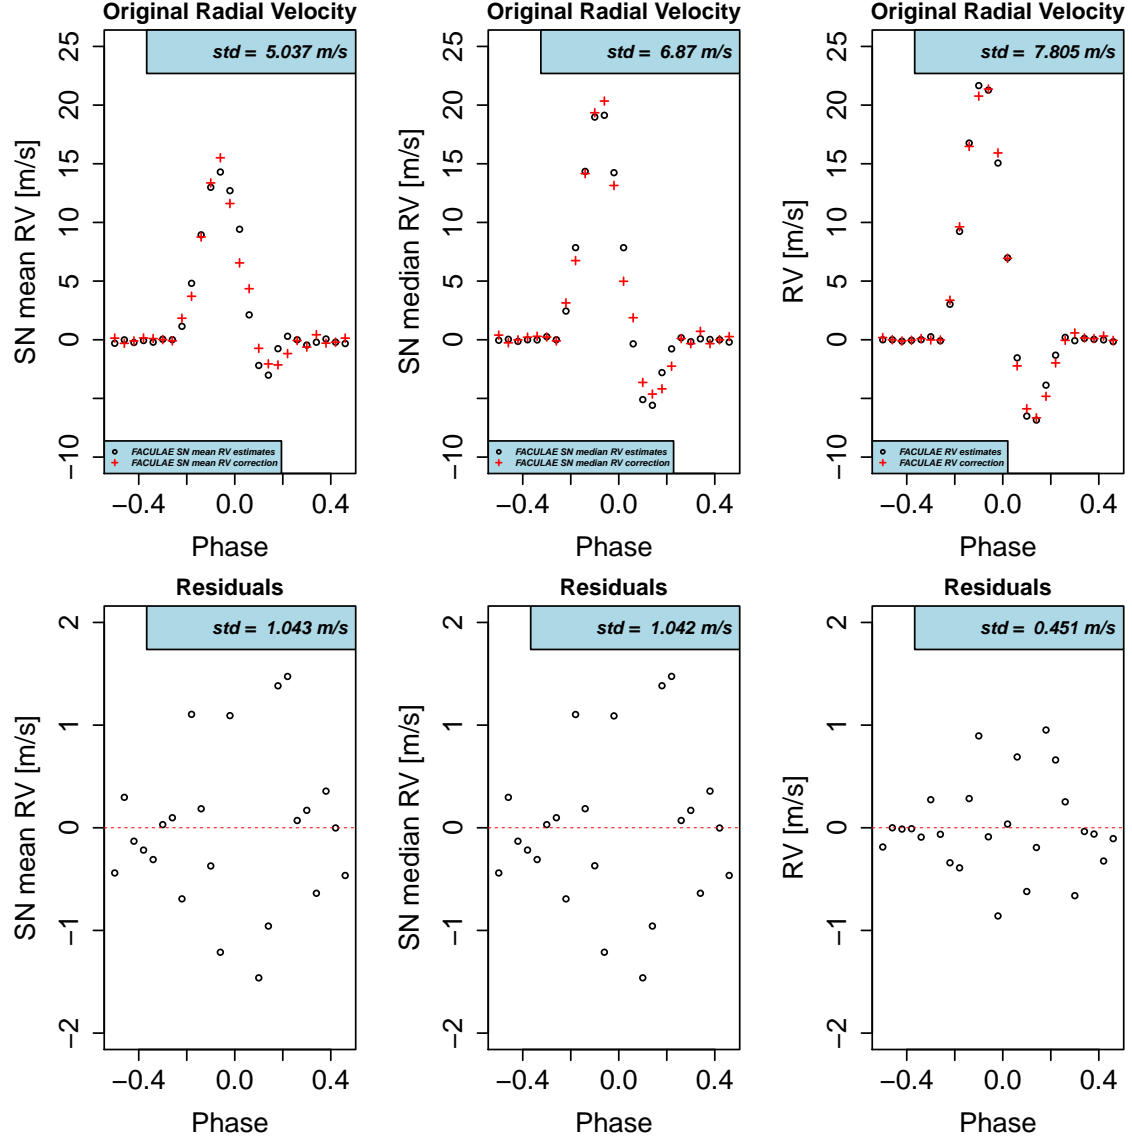 Original Radial Velocity
std = 5.037 m/s
SN mean RV [m/s]
25
20
15
10
5
0
−10
FACULAE SN mean RV estimates
FACULAE SN mean RV correction
−0.4 0.0 0.4
Phase
Original Radial Velocity
std = 6.87 m/s
SN median RV [m/s]
25
20
15
10
5
0
−10
FACULAE SN median RV estimates
FACULAE SN median RV correction
−0.4 0.0 0.4
Phase
Original Radial Velocity
std = 7.805 m/s
RV [m/s]
25
20
15
10
5
0
−10
FACULAE RV estimates
FACULAE RV correction
−0.4 0.0 0.4
Phase
Residuals
std = 1.043 m/s
SN mean RV [m/s]
2
1
0
−1
−2
−0.4 0.0 0.4
Phase
Residuals
std = 1.042 m/s
SN median RV [m/s]
2
1
0
−1
−2
−0.4 0.0 0.4
Phase
Residuals
std = 0.451 m/s
RV [m/s]
2
1
0
−1
−2
−0.4 0.0 0.4
Phase